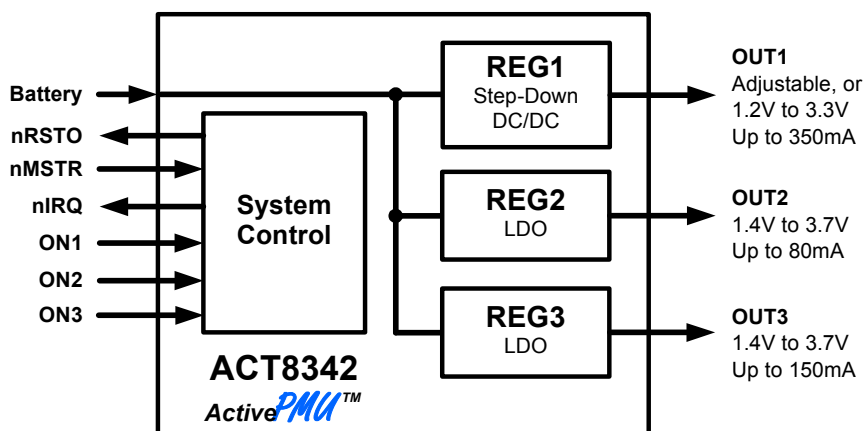 Battery
nRSTO
nMSTR
nIRQ
ON1
ON2
ON3
System
Control
ACT8342
ActivePMU™
REG1
Step-Down
DC/DC
REG2
LDO
REG3
LDO
OUT1
Adjustable, or
1.2V to 3.3V
Up to 350mA
OUT2
1.4V to 3.7V
Up to 80mA
OUT3
1.4V to 3.7V
Up to 150mA